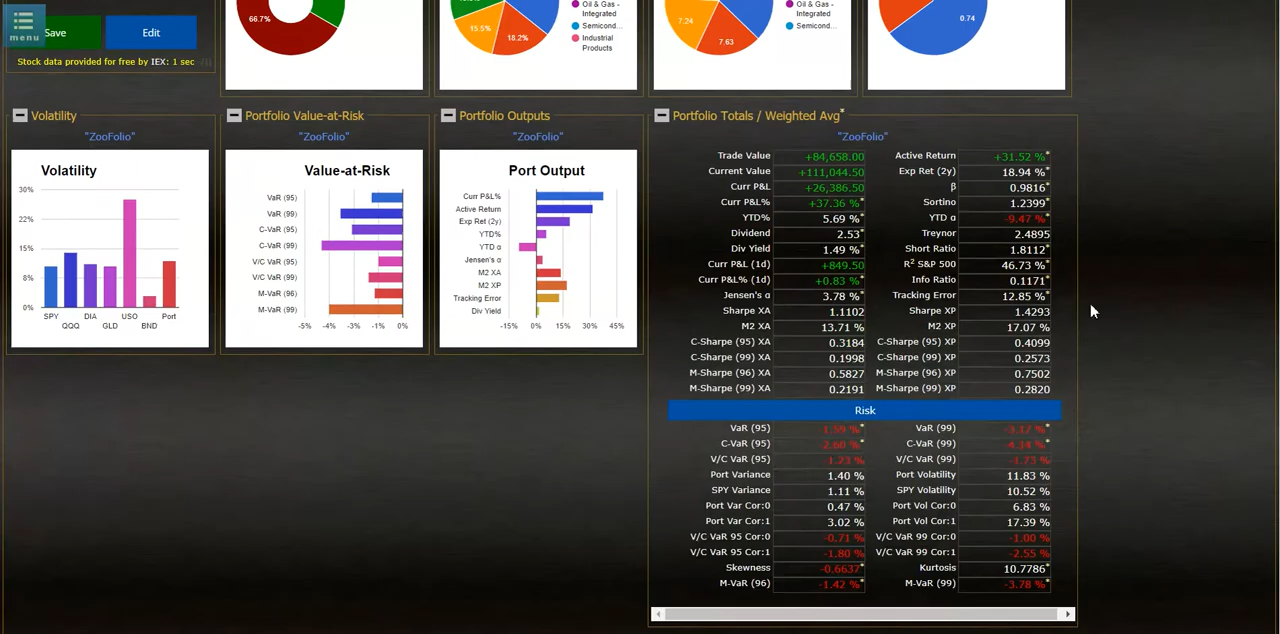 menu
Save
Edit
Stock data provided for free by IEX: 1 sec
66.7%
15.5%
18.2%
Oil & Gas -
Integrated
Semicond...
Industrial
Products
7.24
7.63
Oil & Gas -
Integrated
Semicond...
0.74
Volatility
"ZooFolio"
Volatility
30%
22%
15%
8%
0%
SPY
QQQ
DIA
GLD
USO
BND
Port
Portfolio Value-at-Risk
"ZooFolio"
Value-at-Risk
VaR (95)
VaR (99)
C-VaR (95)
C-VaR (99)
V/C VaR (95)
V/C VaR (99)
M-VaR (96)
M-VaR (99)
-5% -4% -3% -1% 0%
Portfolio Outputs
"ZooFolio"
Port Output
Curr P&L%
Active Return
Exp Ret (2y)
YTD%
YTD α
Jensen's α
M2 XA
M2 XP
Tracking Error
Div Yield
-15% 0% 15% 30% 45%
Portfolio Totals / Weighted Avg*
"ZooFolio"
Trade Value +84,658.00 Active Return +31.52 %*
Current Value +111,044.50 Exp Ret (2y) 18.94 %*
Curr P&L +26,386.50 β 0.9816*
Curr P&L% +37.36 %* Sortino 1.2399*
YTD% 5.69 %* YTD α -9.47 %*
Dividend 2.53* Treynor 2.4895
Div Yield 1.49 %* Short Ratio 1.8112*
Curr P&L (1d) +849.50 R2 S&P 500 46.73 %*
Curr P&L% (1d) +0.83 %* Info Ratio 0.1171*
Jensen's α 3.78 %* Tracking Error 12.85 %*
Sharpe XA 1.1102 Sharpe XP 1.4293
M2 XA 13.71 % M2 XP 17.07 %
C-Sharpe (95) XA 0.3184 C-Sharpe (95) XP 0.4099
C-Sharpe (99) XA 0.1998 C-Sharpe (99) XP 0.2573
M-Sharpe (96) XA 0.5827 M-Sharpe (96) XP 0.7502
M-Sharpe (99) XA 0.2191 M-Sharpe (99) XP 0.2820
Risk
VaR (95) -1.59 %* VaR (99) -3.17 %*
C-VaR (95) -2.60 %* C-VaR (99) -4.14 %*
V/C VaR (95) -1.23 % V/C VaR (99) -1.73 %
Port Variance 1.40 % Port Volatility 11.83 %
SPY Variance 1.11 % SPY Volatility 10.52 %
Port Var Cor:0 0.47 % Port Vol Cor:0 6.83 %
Port Var Cor:1 3.02 % Port Vol Cor:1 17.39 %
V/C VaR 95 Cor:0 -0.71 % V/C VaR 99 Cor:0 -1.00 %
V/C VaR 95 Cor:1 -1.80 % V/C VaR 99 Cor:1 -2.55 %
Skewness -0.6637* Kurtosis 10.7786*
M-VaR (96) -1.42 %* M-VaR (99) -3.78 %*